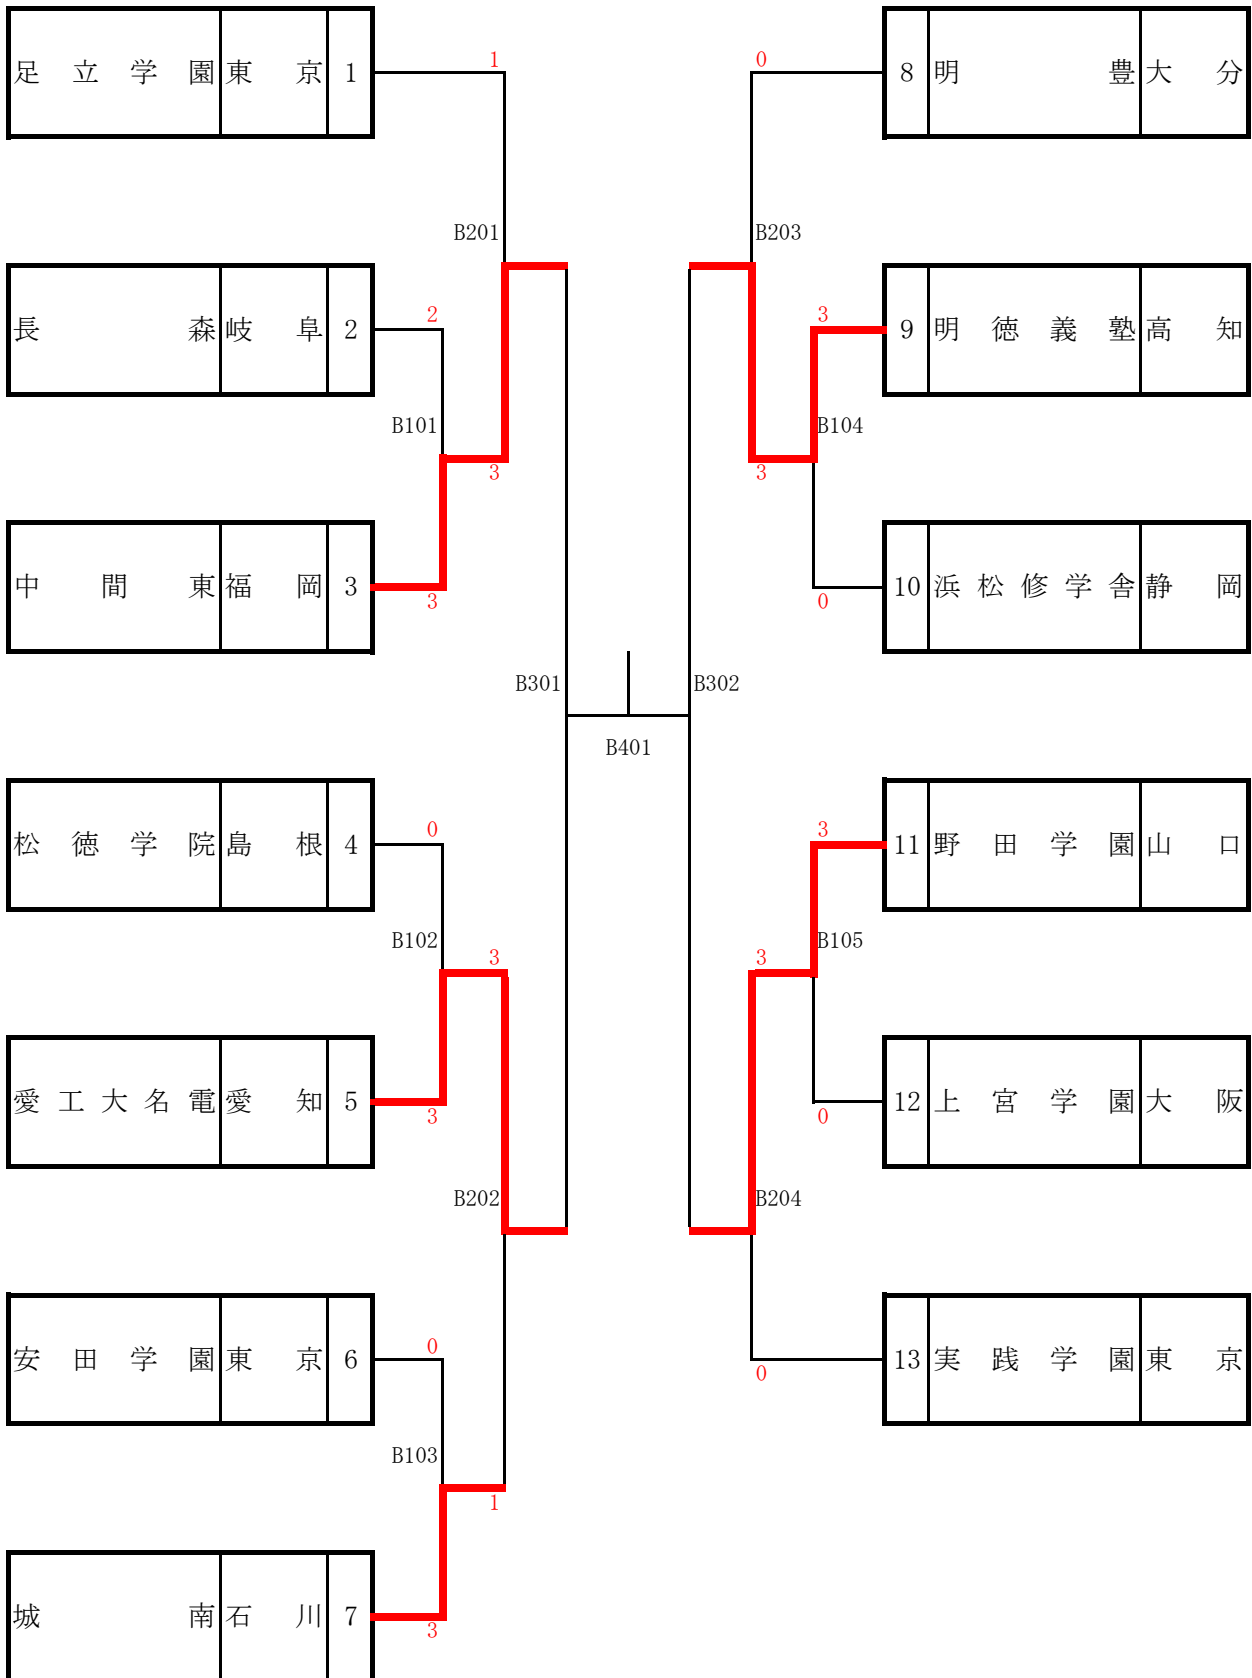 足立学園 東京 1
1
0
8 明豊 大分
B201
B203
長森 岐阜 2
2
3
9 明徳義塾 高知
B101
B104
3
3
中間東 福岡 3
3
0
10 浜松修学舎 静岡
B301
B302
B401
松徳学院 島根 4
0
3
11 野田学園 山口
B102
B105
3
3
愛工大名電 愛知 5
3
0
12 上宮学園 大阪
B202
B204
安田学園 東京 6
0
0
13 実践学園 東京
B103
1
城南 石川 7
3